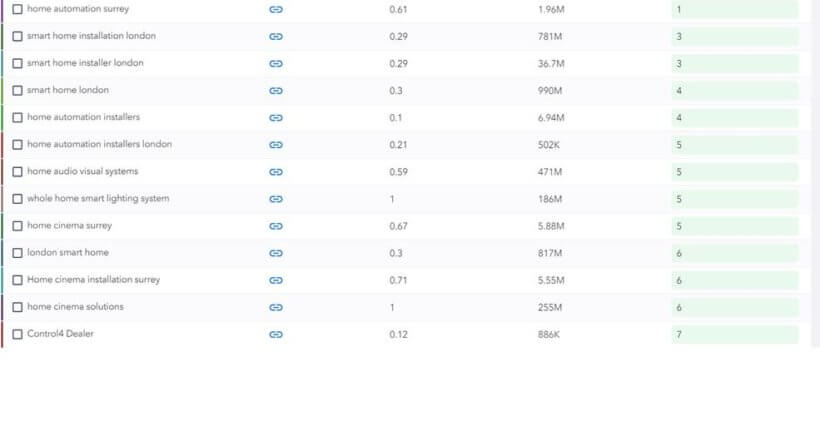 home automation surrey 0.61 1.96M 1
smart home installation london 0.29 781M 3
smart home installer london 0.29 36.7M 3
smart home london 0.3 990M 4
home automation installers 0.1 6.94M 4
home automation installers london 0.21 502K 5
home audio visual systems 0.59 471M 5
whole home smart lighting system 1 186M 5
home cinema surrey 0.67 5.88M 5
london smart home 0.3 817M 6
Home cinema installation surrey 0.71 5.55M 6
home cinema solutions 1 255M 6
Control4 Dealer 0.12 886K 7